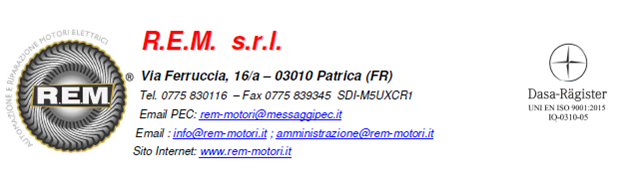 AUTOMAZIONE E RIPARAZIONE MOTORI ELETTRICI
R.E.M
®
R.E.M. s.r.l.
Via Ferruccia, 16/a – 03010 Patrica (FR)
Tel. 0775 830116 – Fax 0775 839345 SDI-M5UXCR1
Email PEC: rem-motori@messaggipec.it
Email : info@rem-motori.it ; amministrazione@rem-motori.it
Sito Internet: www.rem-motori.it
Dasa-Rägister
UNI EN ISO 9001:2015
IQ-0310-05